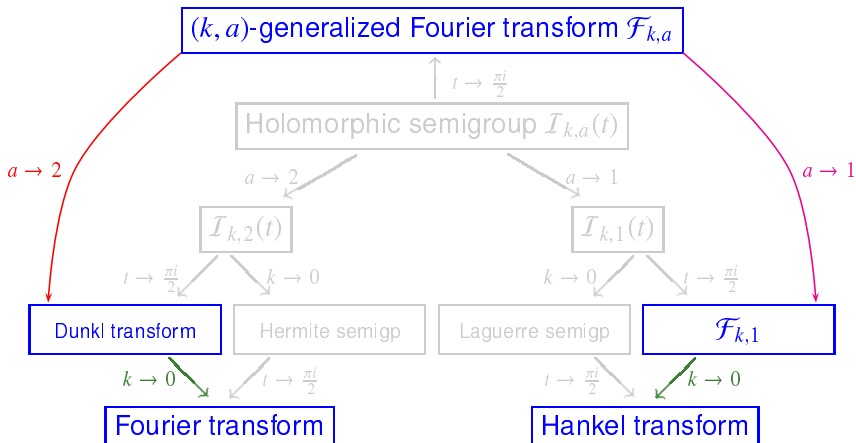 (k, a)-generalized Fourier transform ℱ_{k,a}
t → πi/2
Holomorphic semigroup ℐ_{k,a}(t)
a → 2
a → 1
a → 2
a → 1
ℐ_{k,2}(t)
ℐ_{k,1}(t)
t → πi/2
k → 0
k → 0
t → πi/2
Dunkl transform
Hermite semigp
Laguerre semigp
ℱ_{k,1}
k → 0
t → πi/2
t → πi/2
k → 0
Fourier transform
Hankel transform